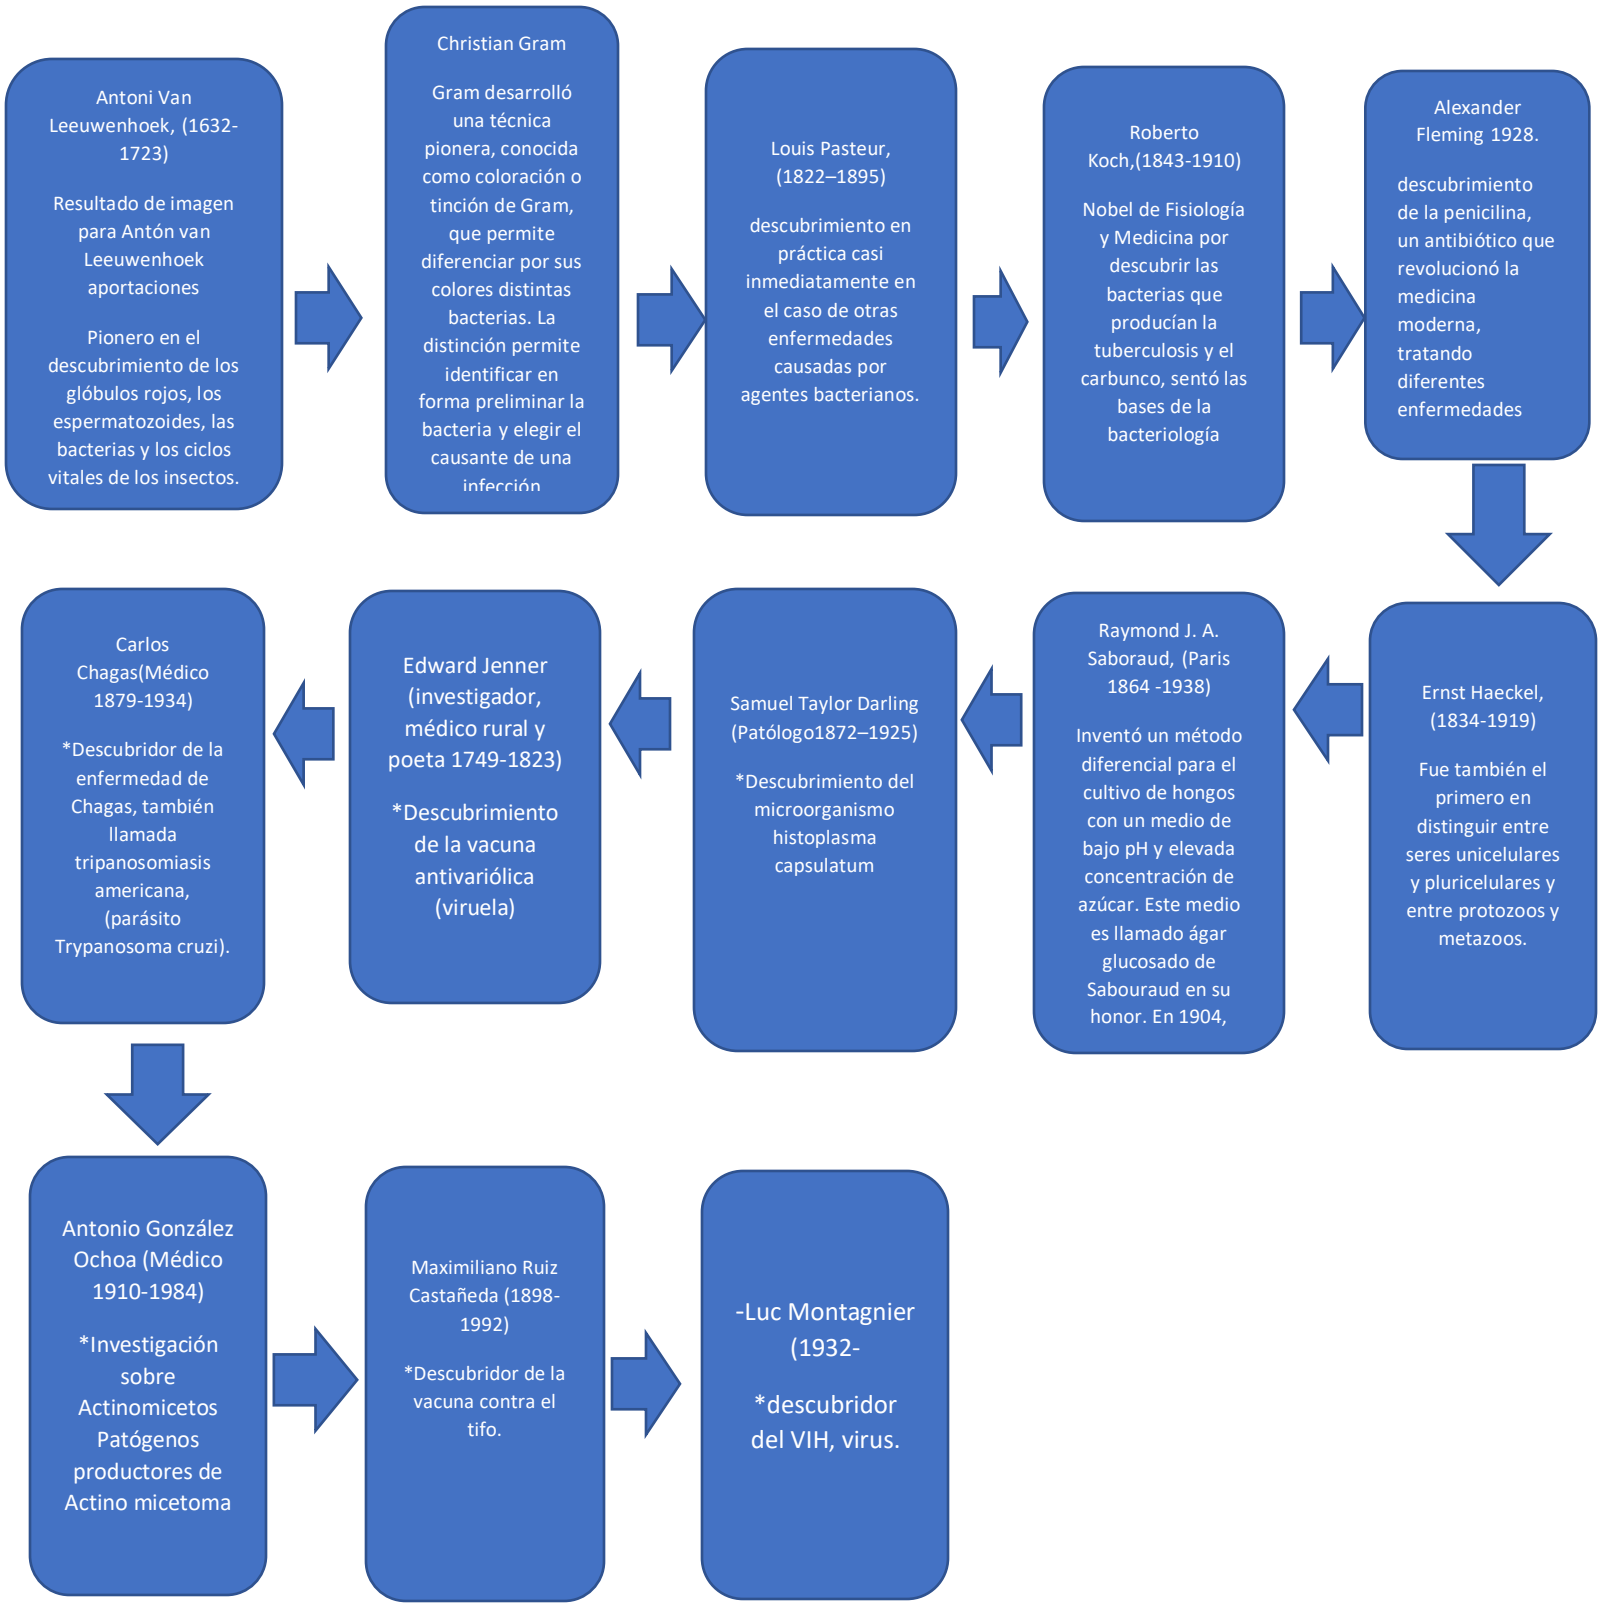 Antoni Van
Leeuwenhoek, (1632-
1723)
Resultado de imagen
para Antón van
Leeuwenhoek
aportaciones
Pionero en el
descubrimiento de los
glóbulos rojos, los
espermatozoides, las
bacterias y los ciclos
vitales de los insectos.
Christian Gram
Gram desarrolló
una técnica
pionera, conocida
como coloración o
tinción de Gram,
que permite
diferenciar por sus
colores distintas
bacterias. La
distinción permite
identificar en
forma preliminar la
bacteria y elegir el
causante de una
infección
Louis Pasteur,
(1822–1895)
descubrimiento en
práctica casi
inmediatamente en
el caso de otras
enfermedades
causadas por
agentes bacterianos.
Roberto
Koch,(1843-1910)
Nobel de Fisiología
y Medicina por
descubrir las
bacterias que
producían la
tuberculosis y el
carbunco, sentó las
bases de la
bacteriología
Alexander
Fleming 1928.
descubrimiento
de la penicilina,
un antibiótico que
revolucionó la
medicina
moderna,
tratando
diferentes
enfermedades
Ernst Haeckel,
(1834-1919)
Fue también el
primero en
distinguir entre
seres unicelulares
y pluricelulares y
entre protozoos y
metazoos.
Raymond J. A.
Saboraud, (Paris
1864 -1938)
Inventó un método
diferencial para el
cultivo de hongos
con un medio de
bajo pH y elevada
concentración de
azúcar. Este medio
es llamado ágar
glucosado de
Sabouraud en su
honor. En 1904,
Samuel Taylor Darling
(Patólogo1872–1925)
*Descubrimiento del
microorganismo
histoplasma
capsulatum
Edward Jenner
(investigador,
médico rural y
poeta 1749-1823)
*Descubrimiento
de la vacuna
antivariólica
(viruela)
Carlos
Chagas(Médico
1879-1934)
*Descubridor de la
enfermedad de
Chagas, también
llamada
tripanosomiasis
americana,
(parásito
Trypanosoma cruzi).
Antonio González
Ochoa (Médico
1910-1984)
*Investigación
sobre
Actinomicetos
Patógenos
productores de
Actino micetoma
Maximiliano Ruiz
Castañeda (1898-
1992)
*Descubridor de la
vacuna contra el
tifo.
-Luc Montagnier
(1932-
*descubridor
del VIH, virus.